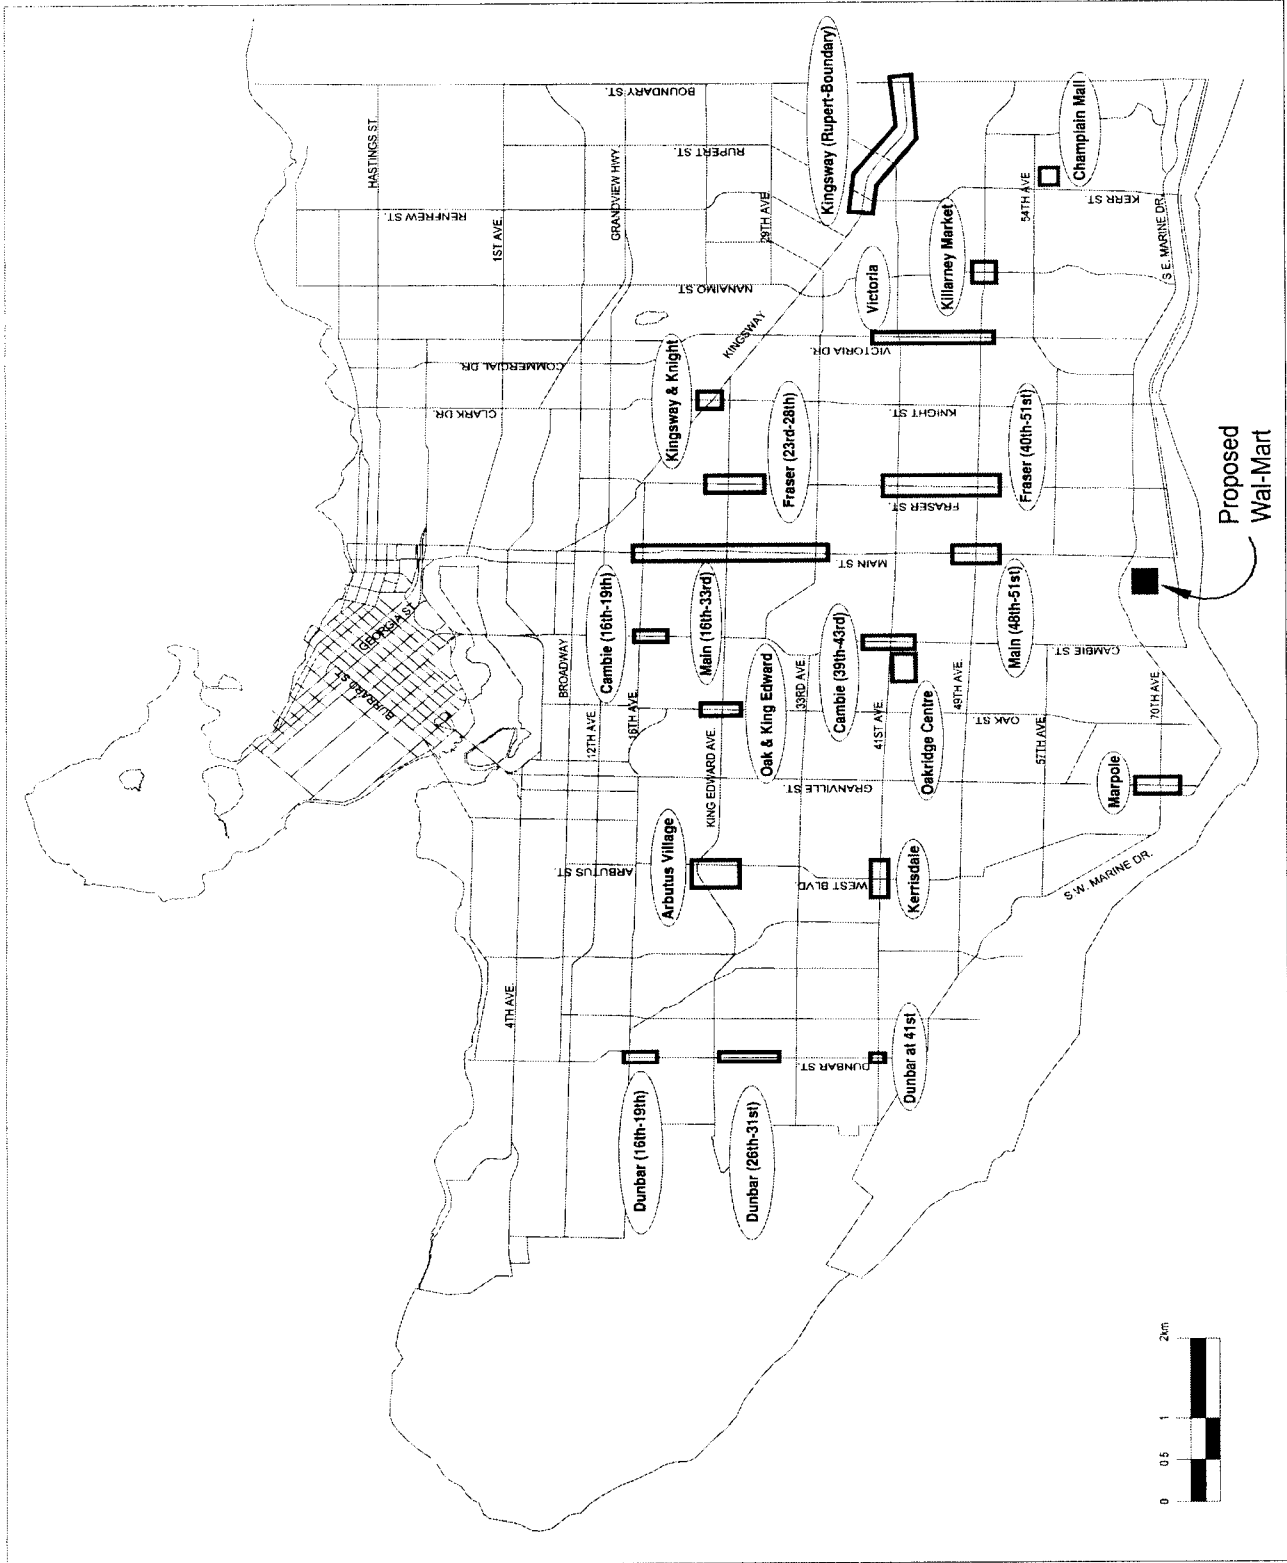 BOUNDARY ST.
HASTINGS ST.
RUPERT ST.
RENFREW ST.
1ST AVE.
GRANDVIEW HWY.
29TH AVE.
NANAIMO ST.
KINGSWAY
COMMERCIAL DR.
CLARK DR.
VICTORIA DR.
KNIGHT ST.
FRASER ST.
MAIN ST.
54TH AVE.
KERR ST.
S.E. MARINE DR.
Kingsway (Rupert-Boundary)
Champlain Mall
Killarney Market
Victoria
Kingsway & Knight
Fraser (23rd-28th)
Fraser (40th-51st)
Proposed
Wal-Mart
GEORGIA ST.
BURRARD ST.
BROADWAY
12TH AVE.
16TH AVE.
KING EDWARD AVE.
33RD AVE.
41ST AVE.
49TH AVE.
57TH AVE.
70TH AVE.
CAMBIE ST.
OAK ST.
GRANVILLE ST.
ARBUTUS ST.
WEST BLVD.
S.W. MARINE DR.
4TH AVE.
DUNBAR ST.
Cambie (16th-19th)
Main (16th-33rd)
Oak & King Edward
Cambie (39th-43rd)
Oakridge Centre
Main (48th-51st)
Marpole
Arbutus Village
Kerrisdale
Dunbar (16th-19th)
Dunbar (26th-31st)
Dunbar at 41st
0 0.5 1 2km